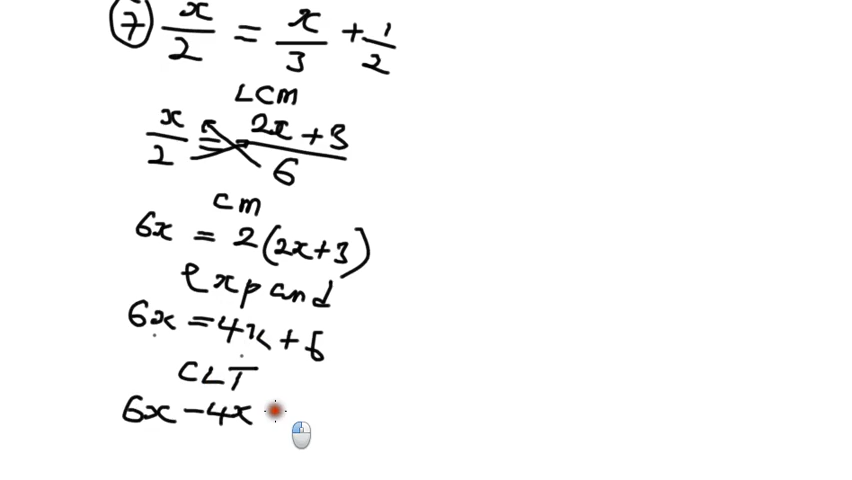 ⑦ x/2 = x/3 + 1/2
LCM
x/2 = 2x + 3/6
CM
6x = 2(2x+3)
expand
6x = 4x + 6
CLT
6x - 4x